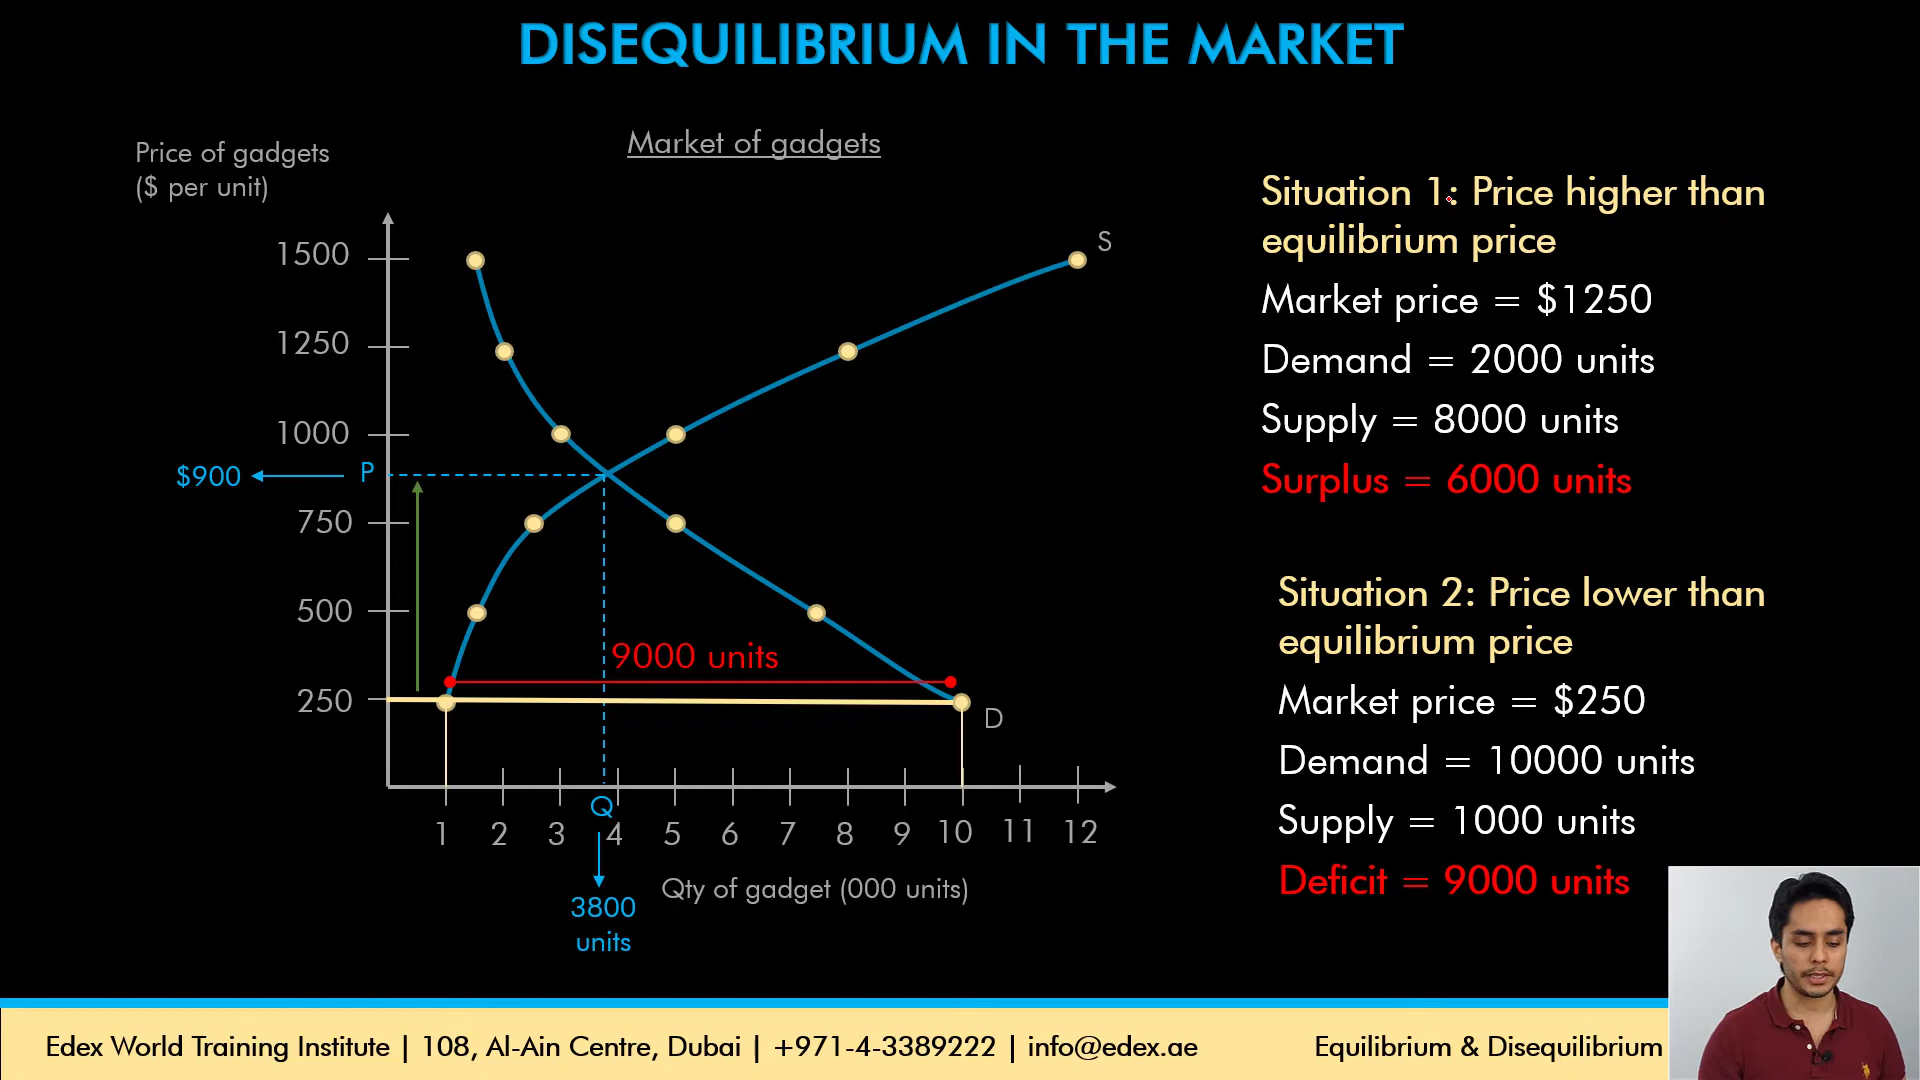 DISEQUILIBRIUM IN THE MARKET
Market of gadgets
Price of gadgets
($ per unit)
1500
1250
1000
750
500
250
$900
P
S
D
9000 units
Q
1 2 3 4 5 6 7 8 9 10 11 12
3800
units
Qty of gadget (000 units)
Situation 1: Price higher than
equilibrium price
Market price = $1250
Demand = 2000 units
Supply = 8000 units
Surplus = 6000 units
Situation 2: Price lower than
equilibrium price
Market price = $250
Demand = 10000 units
Supply = 1000 units
Deficit = 9000 units
Edex World Training Institute | 108, Al-Ain Centre, Dubai | +971-4-3389222 | info@edex.ae
Equilibrium & Disequilibrium